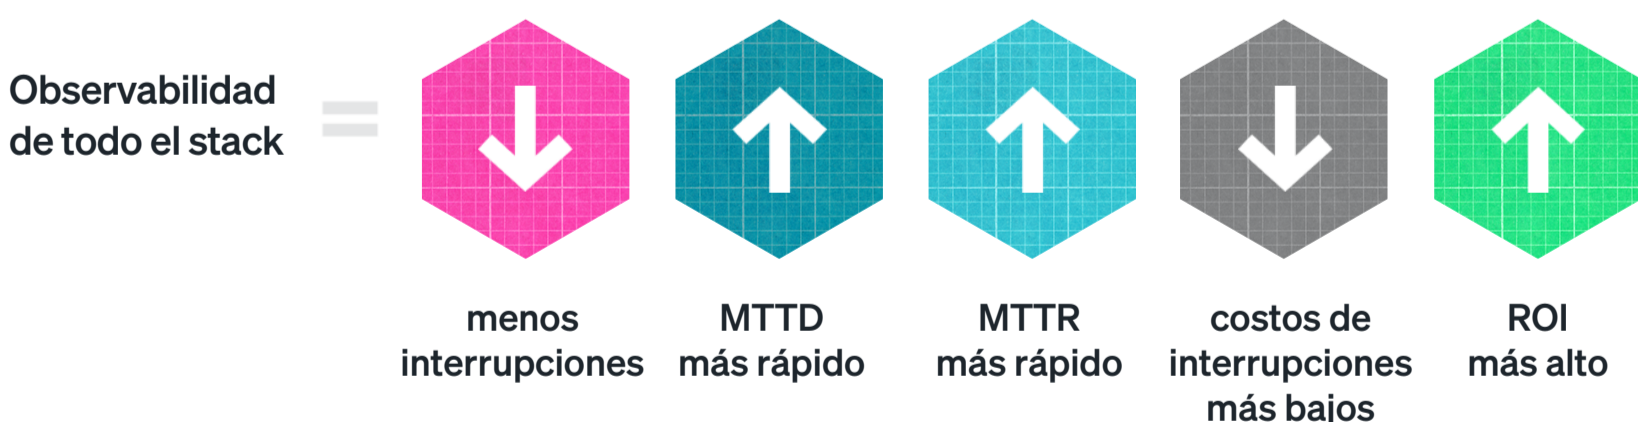 Observabilidad
de todo el stack
=
menos
interrupciones
MTTD
más rápido
MTTR
más rápido
costos de
interrupciones
más bajos
ROI
más alto